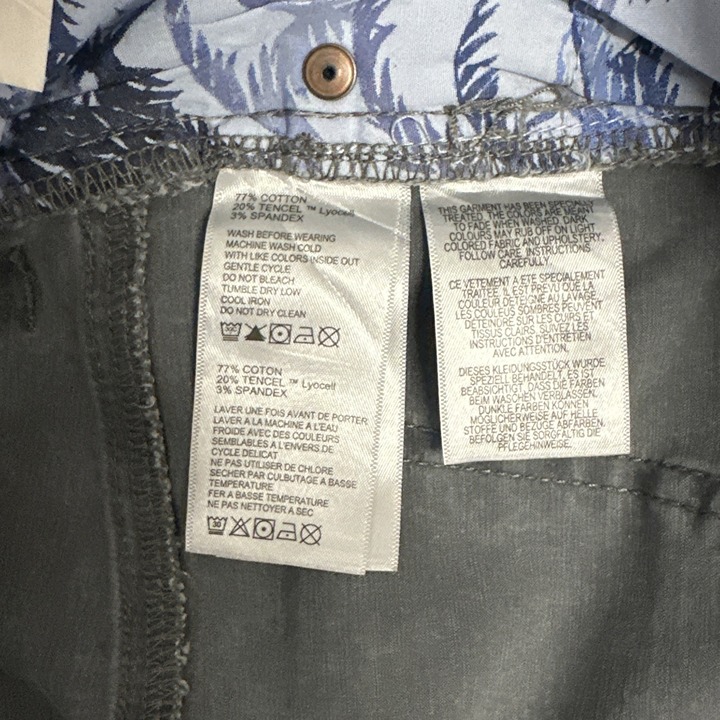 77% COTTON
20% TENCEL ™ Lyocell
3% SPANDEX
WASH BEFORE WEARING
MACHINE WASH COLD
WITH LIKE COLORS INSIDE OUT
GENTLE CYCLE
DO NOT BLEACH
TUMBLE DRY LOW
COOL IRON
DO NOT DRY CLEAN
30
77% COTON
20% TENCEL ™ Lyocell
3% SPANDEX
LAVER UNE FOIS AVANT DE PORTER
LAVER A LA MACHINE A L'EAU
FROIDE AVEC DES COULEURS
SEMBLABLES A L'ENVERS DE
CYCLE DELICAT
NE PAS UTILISER DE CHLORE
SECHER PAR CULBUTAGE A BASSE
TEMPERATURE
FER A BASSE TEMPERATURE
NE PAS NETTOYER A SEC
30
THIS GARMENT HAS BEEN SPECIALLY
TREATED. THE COLORS ARE MEANT
TO FADE WHEN WASHED. DARK
COLOURS MAY RUB OFF ON LIGHT
COLORED FABRIC AND UPHOLSTERY.
FOLLOW CARE INSTRUCTIONS
CAREFULLY.
CE VETEMENT A ETE SPECIALEMENT
TRAITEE. IL EST PREVU QUE LA
COULEUR DETEIGNE AU LAVAGE.
LES COULEUS SOMBRES PEUVENT
DETEINDRE SUR LES CUIRS ET
TISSUS CLAIRS. SUIVEZ LES
INSTRUCTIONS D'ENTRETIEN
AVEC ATTENTION.
DIESES KLEIDUNGSSTÜCK WURDE
SPEZIELL BEHANDELT. ES IST
BEABSICHTIGT, DASS DIE FARBEN
BEIM WASCHEN VERBLASSEN.
DUNKLE FARBEN KÖNNEN
MÖGLICHERWEISE AUF HELLE
STOFFE UND BEZÜGE ABFÄRBEN.
BEFOLGEN SIE SORGFÄLTIG DIE
PFLEGEHINWEISE.